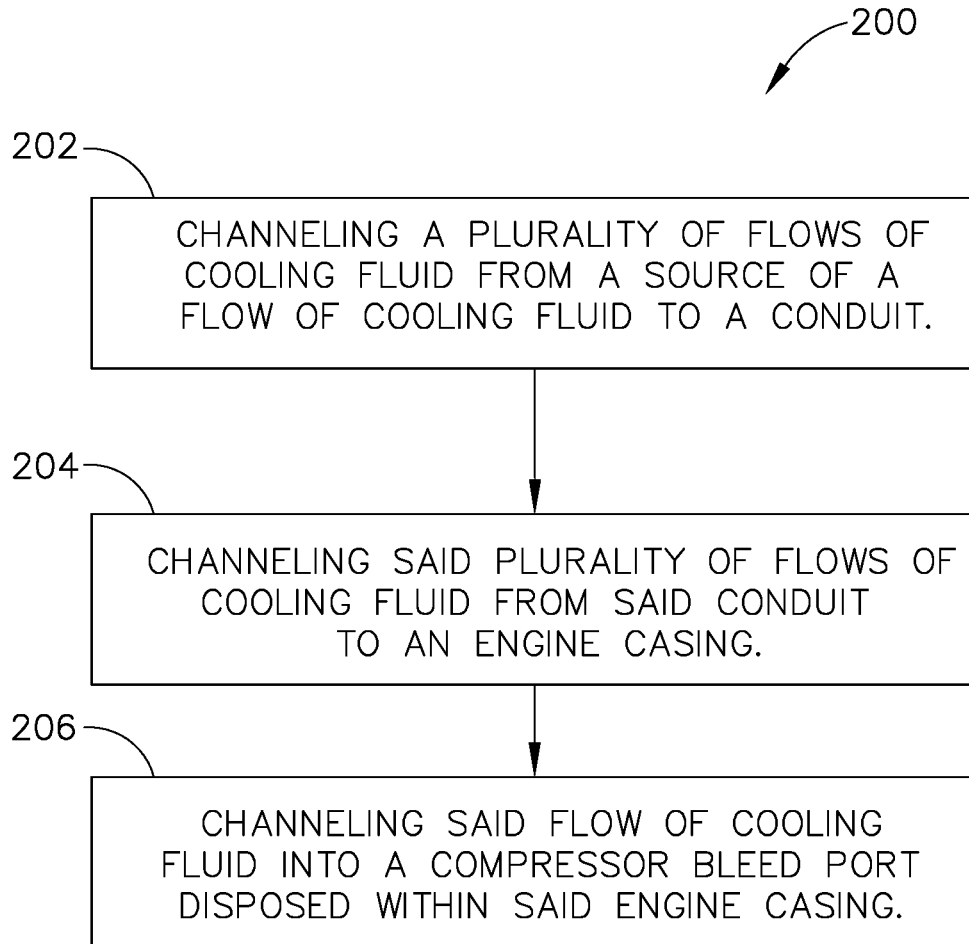 200
202
CHANNELING A PLURALITY OF FLOWS OF
COOLING FLUID FROM A SOURCE OF A
FLOW OF COOLING FLUID TO A CONDUIT.
204
CHANNELING SAID PLURALITY OF FLOWS OF
COOLING FLUID FROM SAID CONDUIT
TO AN ENGINE CASING.
206
CHANNELING SAID FLOW OF COOLING
FLUID INTO A COMPRESSOR BLEED PORT
DISPOSED WITHIN SAID ENGINE CASING.